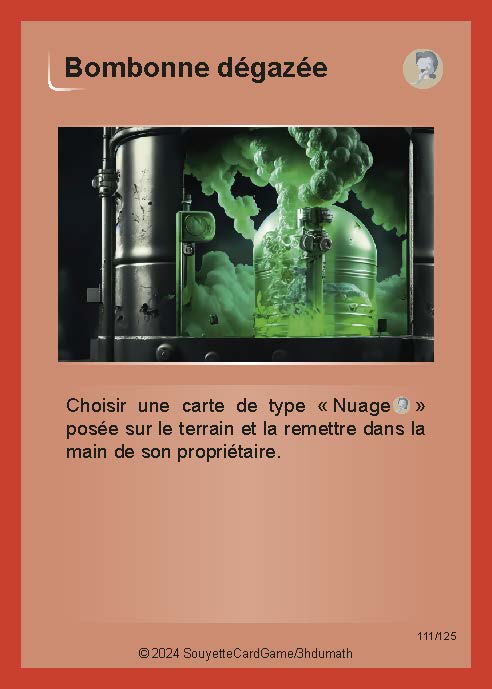 Bombonne dégazée
Choisir une carte de type « Nuage »
posée sur le terrain et la remettre dans la
main de son propriétaire.
111/125
© 2024 SouyetteCardGame/3hdumath